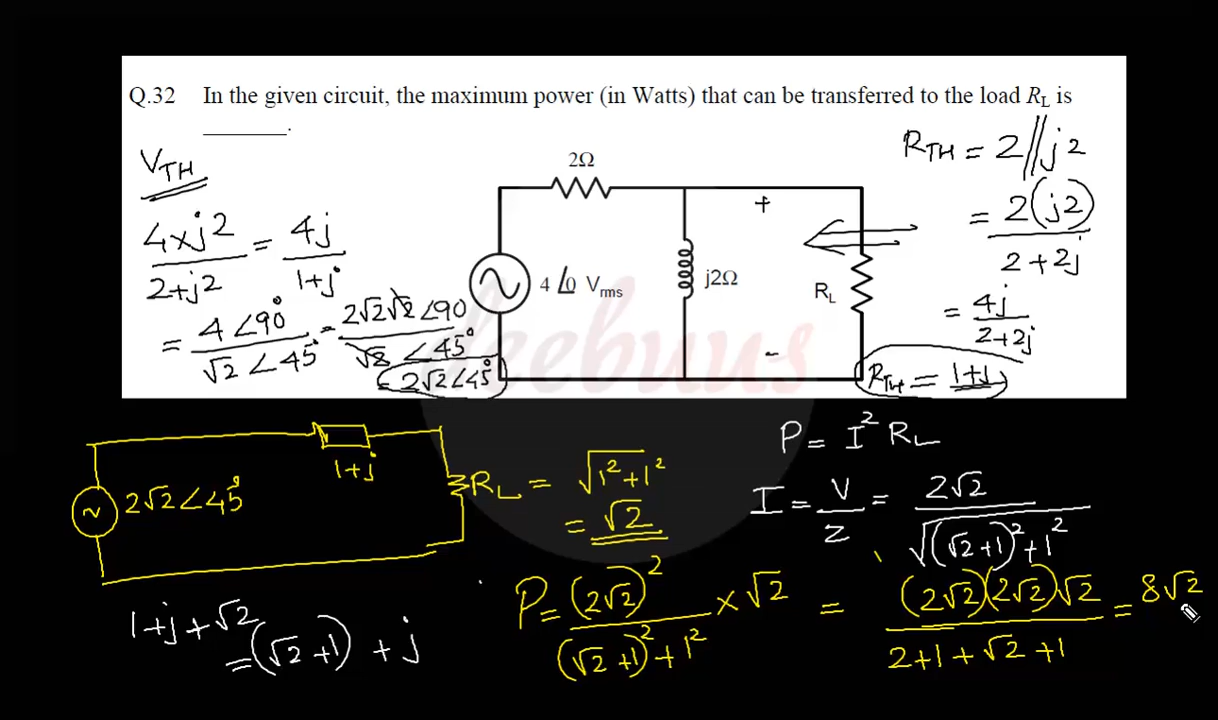 Q.32 In the given circuit, the maximum power (in Watts) that can be transferred to the load R_L is
________.
V_TH
4×j2/2+j2 = 4j/1+j
= 4∠90°/√2∠45° = 2√2√2∠90/√2∠45°
= 2√2∠45°
2Ω
4∠0 V_rms
j2Ω
+
-
R_L
R_TH = 2||j2
= 2(j2)/2+2j
= 4j/2+2j
R_TH = 1+j
leebuus
2√2∠45°
1+j
R_L = √1²+1²
= √2
1+j+√2
=(√2+1)+j
P = I² R_L
I = V/Z = 2√2/√(√2+1)²+1²
P = (2√2)²/(√2+1)²+1² × √2 = (2√2)(2√2)√2/2+1+√2+1 = 8√2